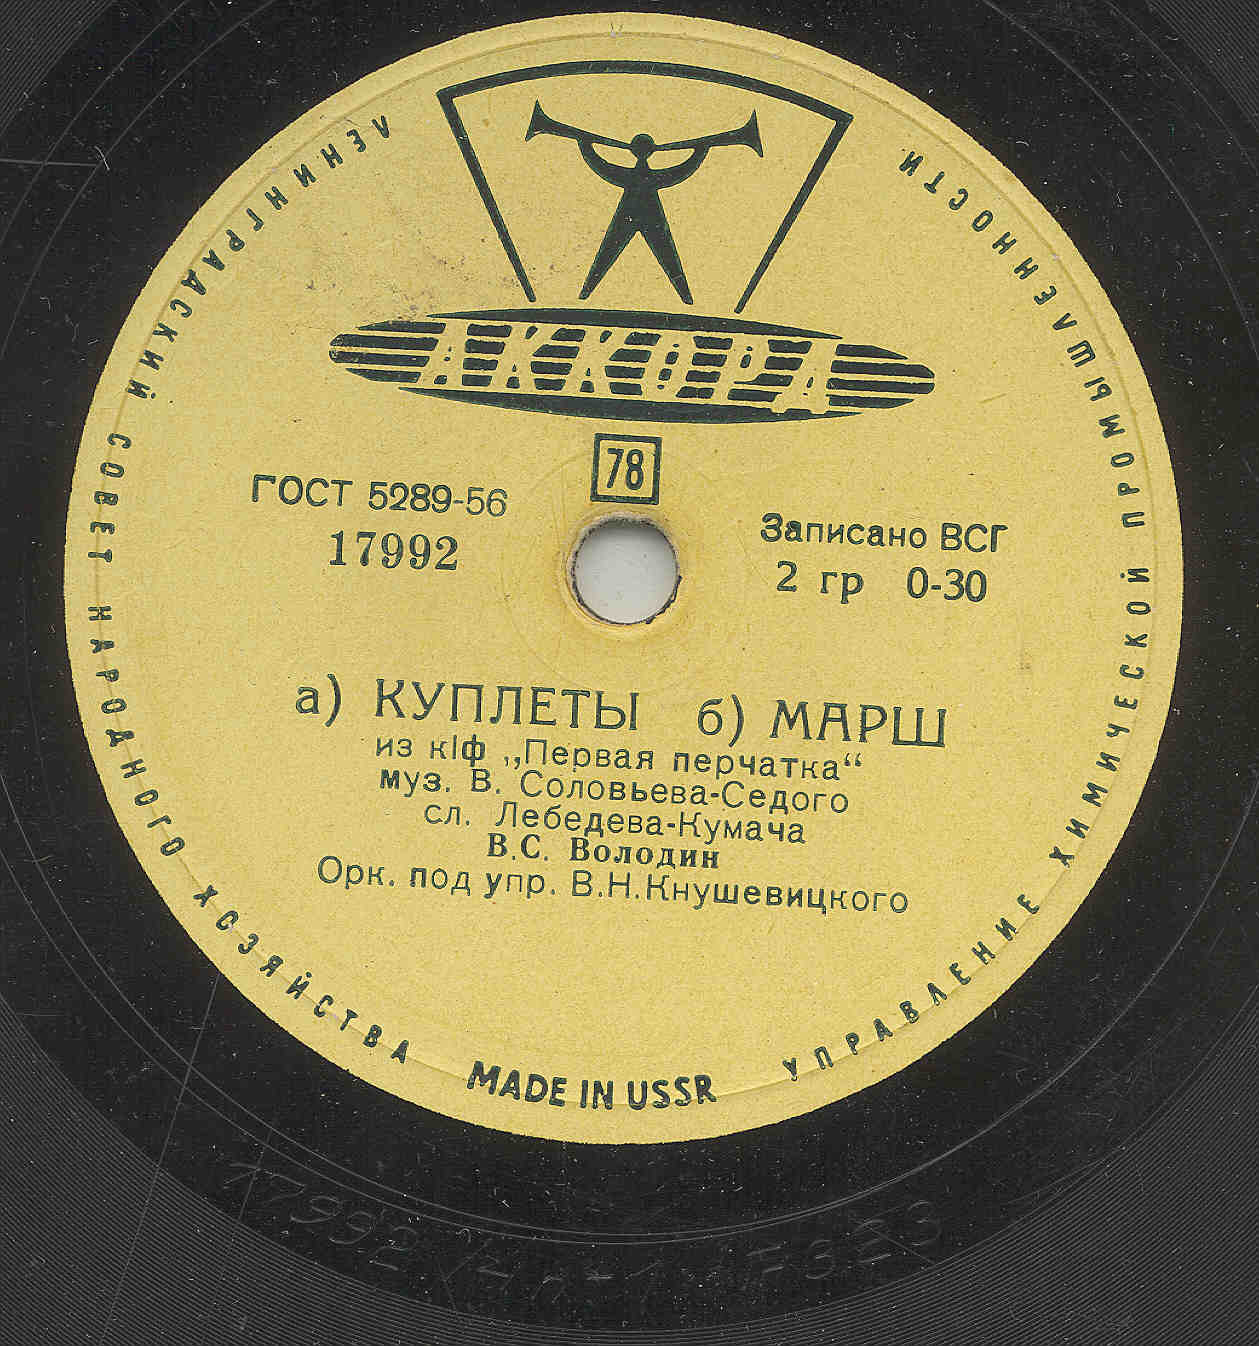 ЛЕНИНГРАДСКИЙ СОВЕТ НАРОДНОГО ХОЗЯЙСТВА
УПРАВЛЕНИЕ ХИМИЧЕСКОЙ ПРОМЫШЛЕННОСТИ
АККОРД
78
ГОСТ 5289-56
17992
Записано ВСГ
2 гр 0-30
а) КУПЛЕТЫ б) МАРШ
из к|ф „Первая перчатка“
муз. В. Соловьева-Седого
сл. Лебедева-Кумача
В.С. Володин
Орк. под упр. В.Н.Кнушевицкого
MADE IN USSR
17992